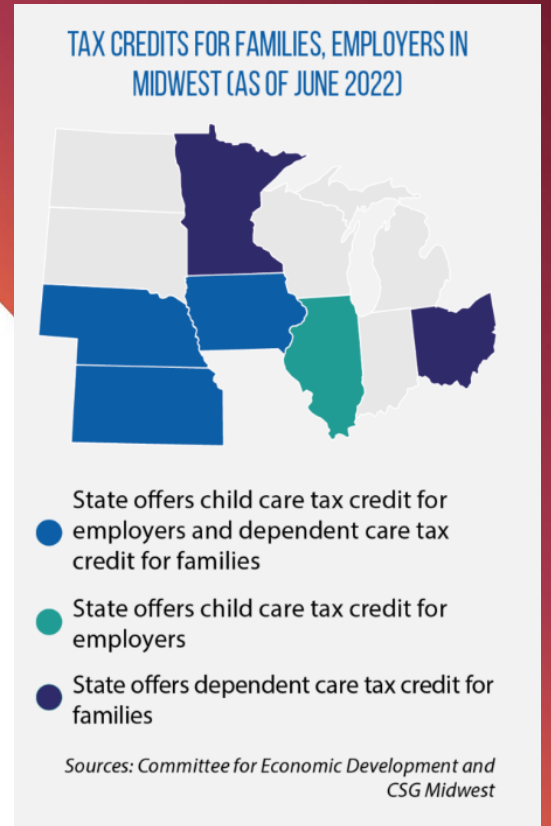 TAX CREDITS FOR FAMILIES, EMPLOYERS IN
MIDWEST (AS OF JUNE 2022)
State offers child care tax credit for
employers and dependent care tax
credit for families
State offers child care tax credit for
employers
State offers dependent care tax credit for
families
Sources: Committee for Economic Development and
CSG Midwest